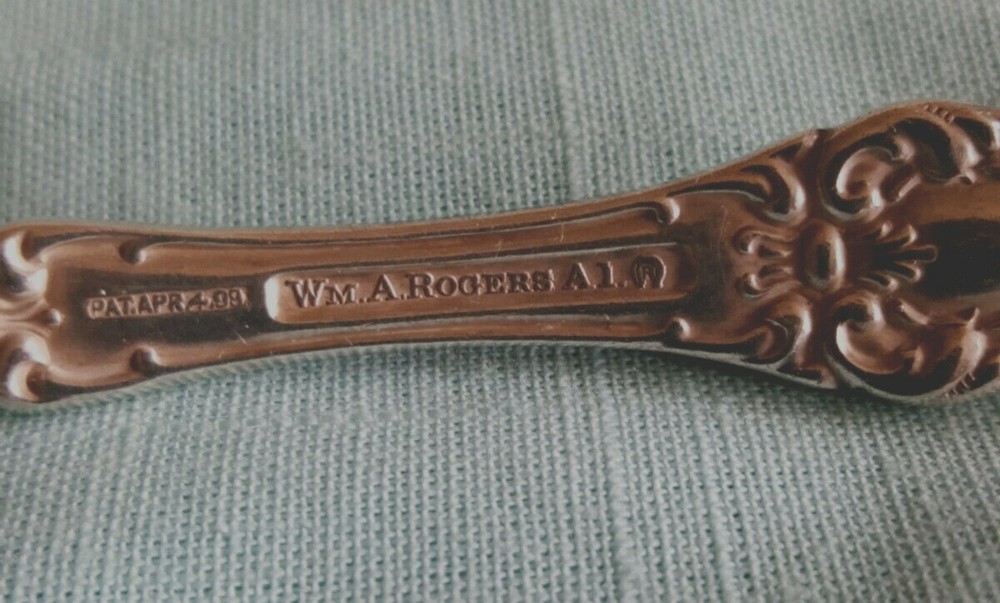 PAT. APR 4.99
WM. A. ROGERS A1. R